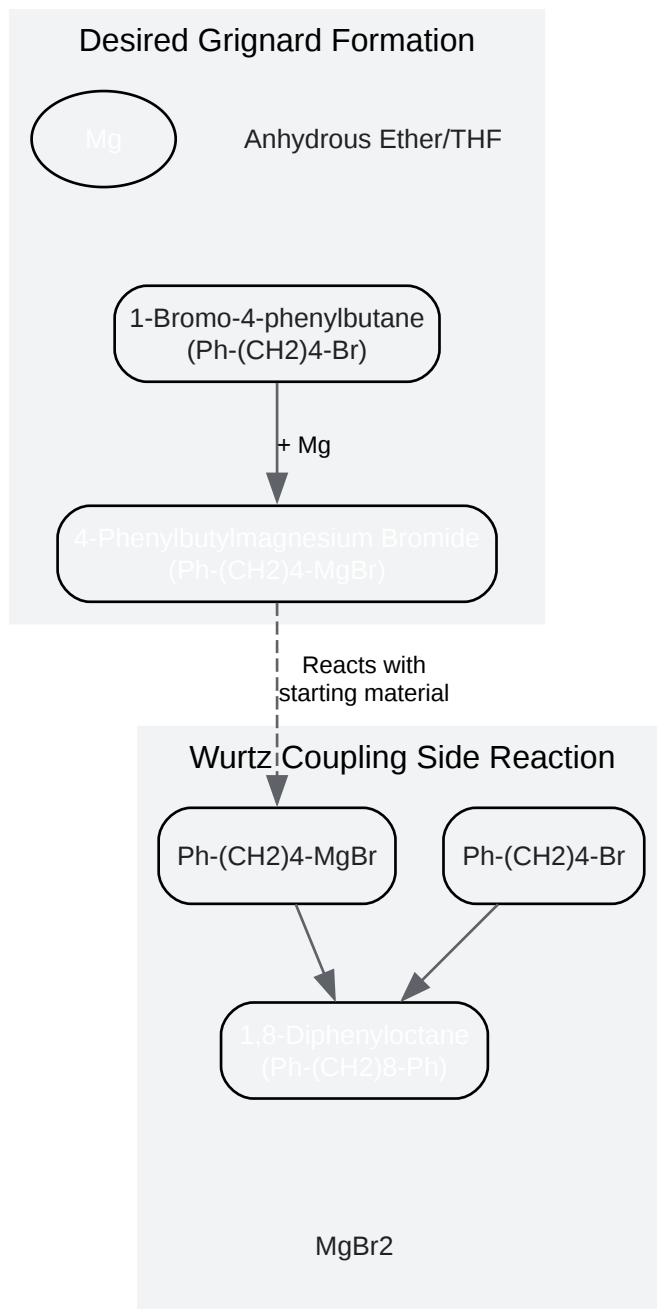 Desired Grignard Formation
Mg
Anhydrous Ether/THF
1-Bromo-4-phenylbutane
(Ph-(CH2)4-Br)
+ Mg
4-Phenylbutylmagnesium Bromide
(Ph-(CH2)4-MgBr)
Reacts with
starting material
Wurtz Coupling Side Reaction
Ph-(CH2)4-MgBr
Ph-(CH2)4-Br
1,8-Diphenyloctane
(Ph-(CH2)8-Ph)
MgBr2